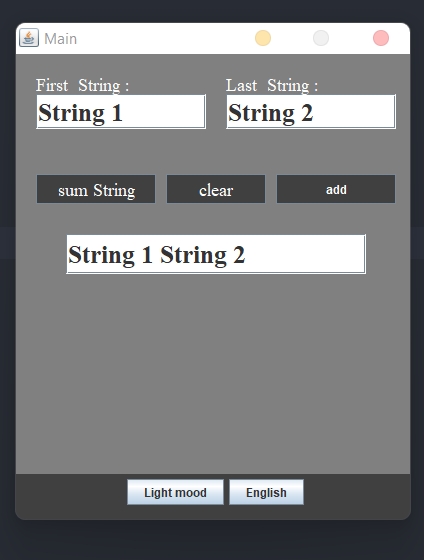 Main
First String :
Last String :
String 1
String 2
sum String
clear
add
String 1 String 2
Light mood
English